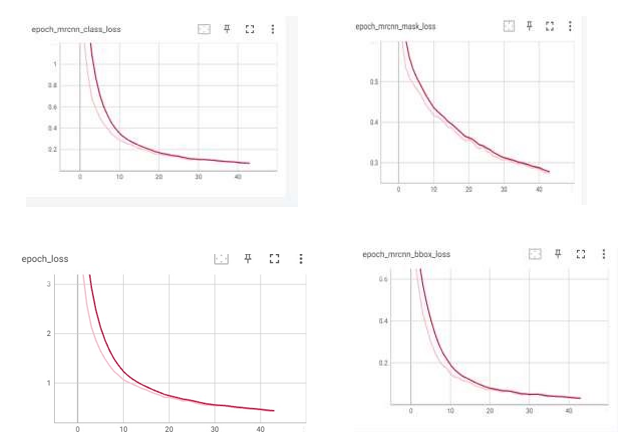 epoch_mrcnn_class_loss
1
0.8
0.6
0.4
0.2
0 10 20 30 40
epoch_mrcnn_mask_loss
0.5
0.4
0.3
0 10 20 30 40
epoch_loss
3
2
1
0 10 20 30 40
epoch_mrcnn_bbox_loss
0.6
0.4
0.2
0 10 20 30 40